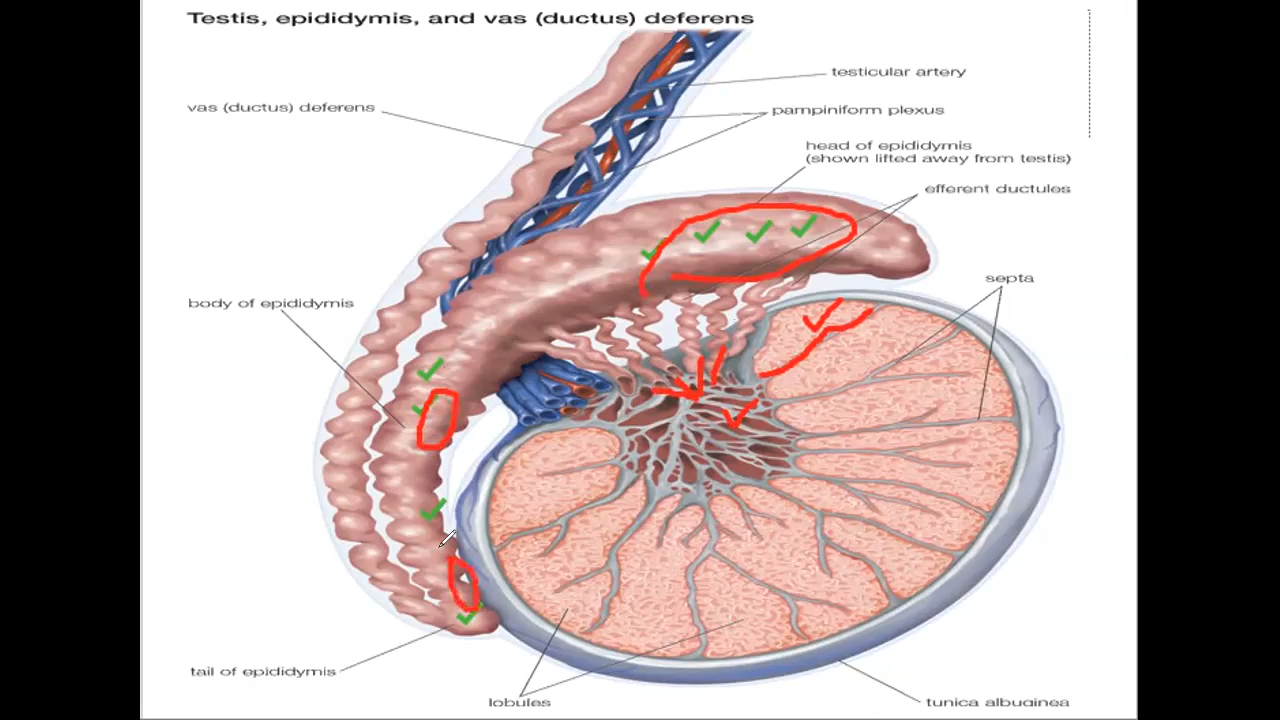 Testis, epididymis, and vas (ductus) deferens
testicular artery
vas (ductus) deferens
pampiniform plexus
head of epididymis
(shown lifted away from testis)
efferent ductules
septa
body of epididymis
tail of epididymis
lobules
tunica albuginea